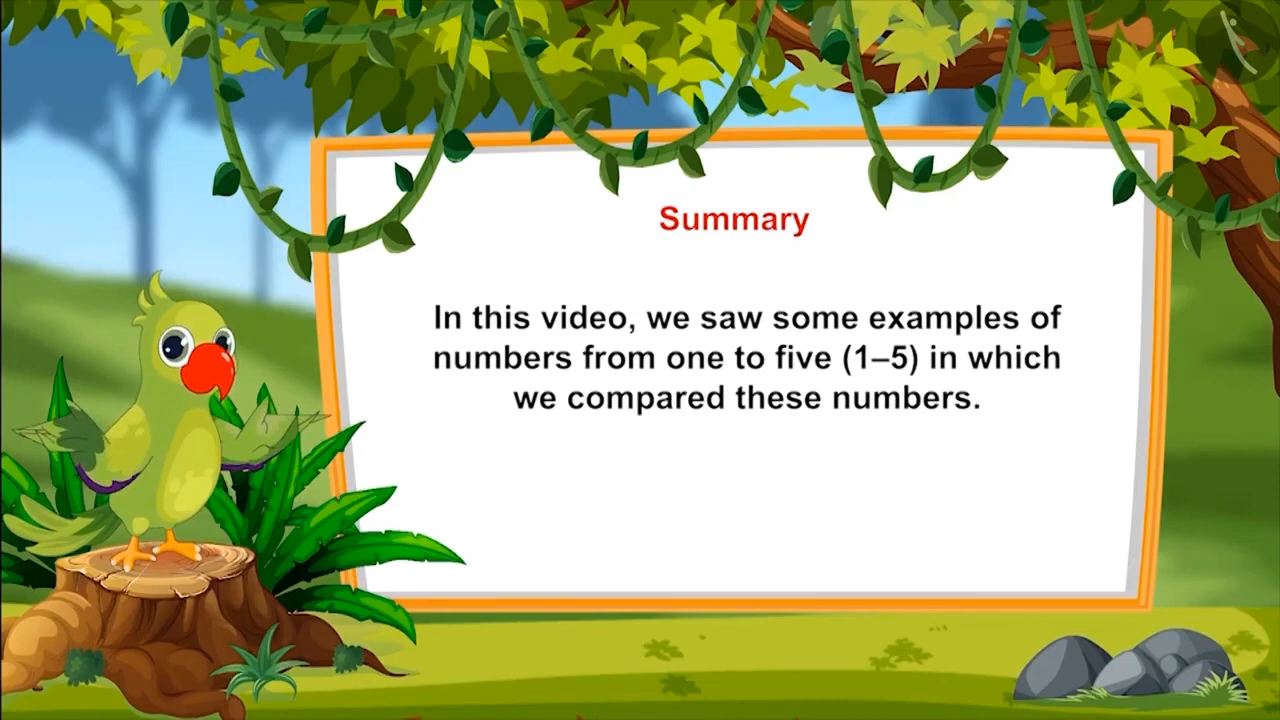 Summary
In this video, we saw some examples of
numbers from one to five (1–5) in which
we compared these numbers.